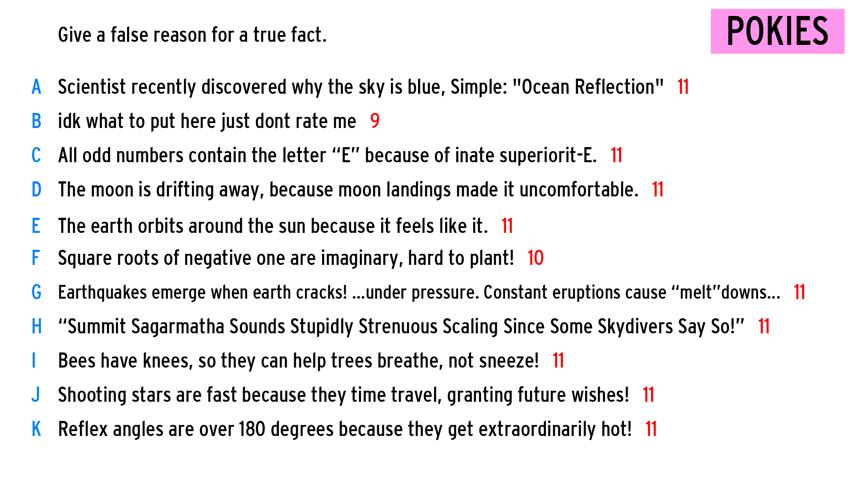 Give a false reason for a true fact.
POKIES
A Scientist recently discovered why the sky is blue, Simple: "Ocean Reflection" 11
B idk what to put here just dont rate me 9
C All odd numbers contain the letter “E” because of inate superiorit-E. 11
D The moon is drifting away, because moon landings made it uncomfortable. 11
E The earth orbits around the sun because it feels like it. 11
F Square roots of negative one are imaginary, hard to plant! 10
G Earthquakes emerge when earth cracks! ...under pressure. Constant eruptions cause “melt”downs... 11
H “Summit Sagarmatha Sounds Stupidly Strenuous Scaling Since Some Skydivers Say So!” 11
I Bees have knees, so they can help trees breathe, not sneeze! 11
J Shooting stars are fast because they time travel, granting future wishes! 11
K Reflex angles are over 180 degrees because they get extraordinarily hot! 11